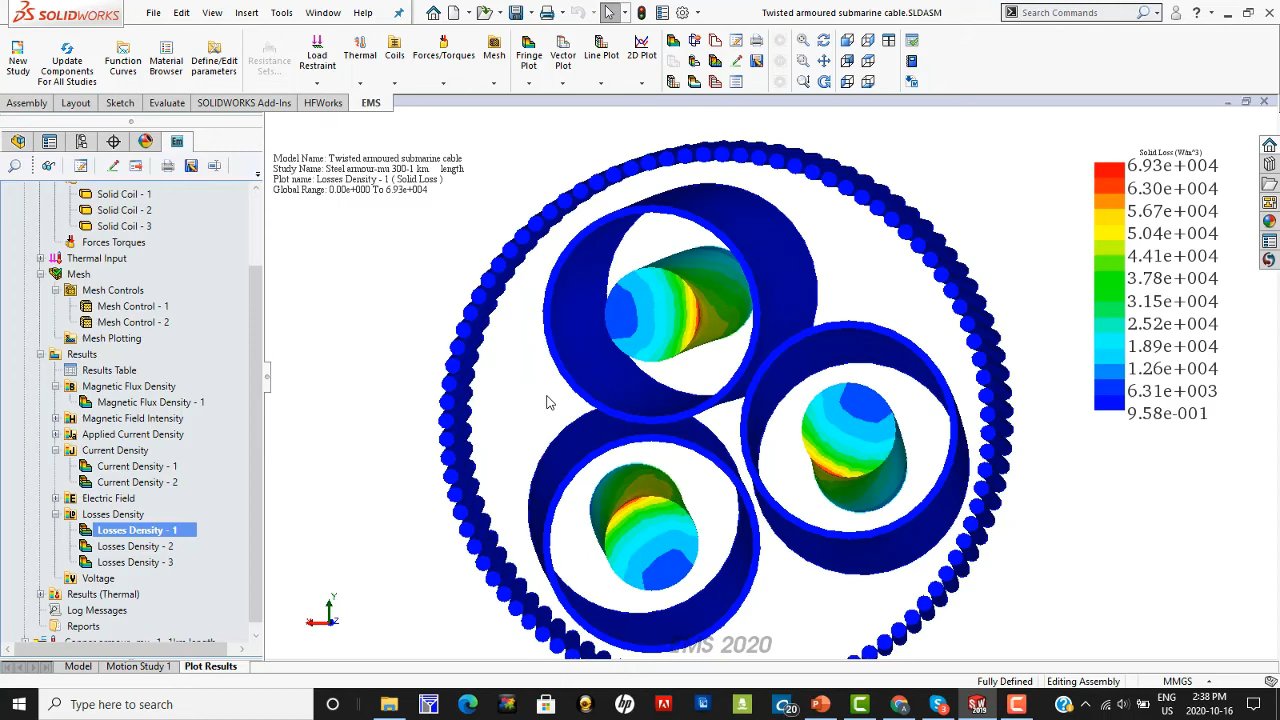 SOLIDWORKS
File
Edit
View
Insert
Tools
Window
EMS
Twisted armoured submarine cable.SLDASM
Search Commands
New Study
Update Components For All Studies
Function Curves
Material Browser
Define/Edit parameters
Resistance Sets...
Load Restraint
Thermal
Coils
Forces/Torques
Mesh
Fringe Plot
Vector Plot
Line Plot
2D Plot
Assembly
Layout
Sketch
Evaluate
SOLIDWORKS Add-Ins
HFWorks
EMS
Solid Coil - 1
Solid Coil - 2
Solid Coil - 3
Forces Torques
Thermal Input
Mesh
Mesh Controls
Mesh Control - 1
Mesh Control - 2
Mesh Plotting
Results
Results Table
Magnetic Flux Density
Magnetic Flux Density - 1
Magnetic Field Intensity
Applied Current Density
Current Density
Current Density - 1
Current Density - 2
Electric Field
Losses Density
Losses Density - 1
Losses Density - 2
Losses Density - 3
Voltage
Results (Thermal)
Log Messages
Reports
Model Name: Twisted armoured submarine cable
Study Name: Steel armour-mu 300-1 km length
Plot name: Losses Density - 1 ( Solid Loss )
Global Range: 0.00e+000 To 6.93e+004
Solid Loss (W/m^3)
6.93e+004
6.30e+004
5.67e+004
5.04e+004
4.41e+004
3.78e+004
3.15e+004
2.52e+004
1.89e+004
1.26e+004
6.31e+003
9.58e-001
Y
Z
EMS 2020
Model
Motion Study 1
Plot Results
Fully Defined
Editing Assembly
MMGS
Type here to search
20
ENG
US
2:38 PM
2020-10-16